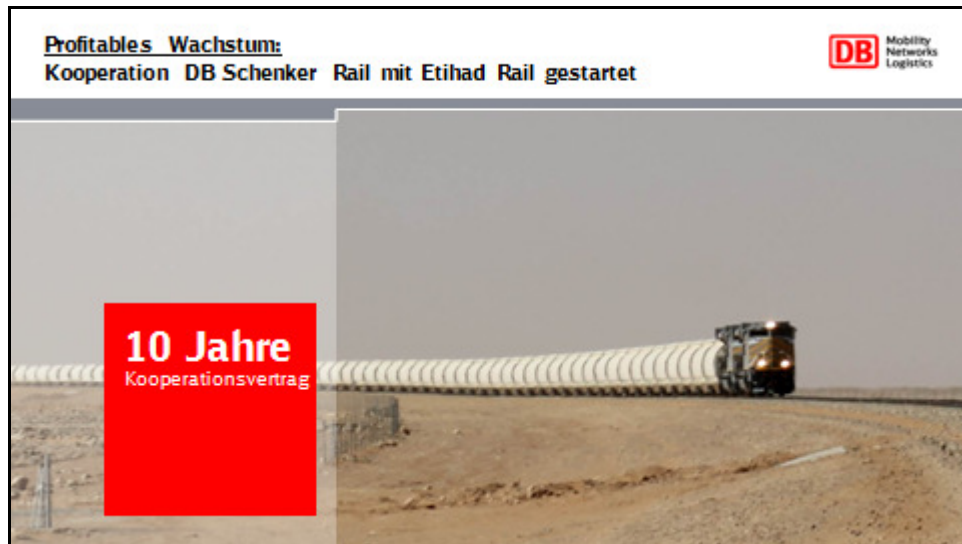 Profitables Wachstum:
Kooperation DB Schenker Rail mit Etihad Rail gestartet
DB
Mobility
Networks
Logistics
10 Jahre
Kooperationsvertrag